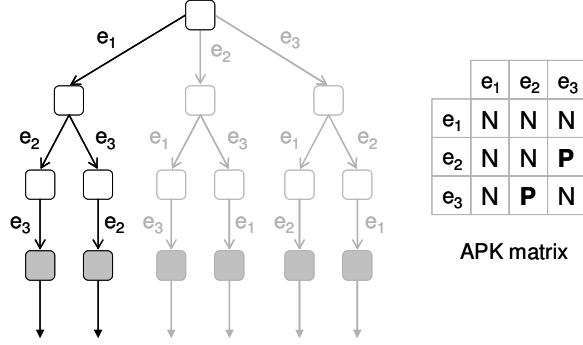 e1
e2
e3
e2 e3 e1 e3 e1 e2
e3 e2 e3 e1 e2 e1
e1 e2 e3
e1 N N N
e2 N N P
e3 N P N
APK matrix